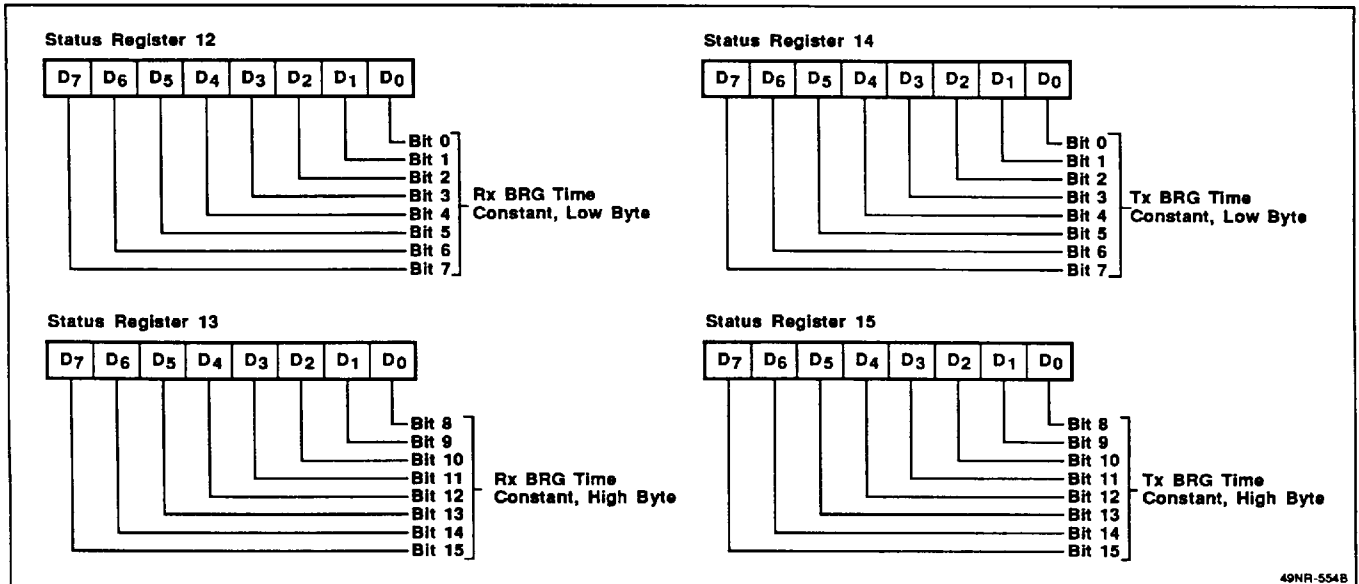 Status Register 12
D7 D6 D5 D4 D3 D2 D1 D0
Bit 0
Bit 1
Bit 2
Bit 3
Bit 4
Bit 5
Bit 6
Bit 7
Rx BRG Time
Constant, Low Byte
Status Register 14
D7 D6 D5 D4 D3 D2 D1 D0
Bit 0
Bit 1
Bit 2
Bit 3
Bit 4
Bit 5
Bit 6
Bit 7
Tx BRG Time
Constant, Low Byte
Status Register 13
D7 D6 D5 D4 D3 D2 D1 D0
Bit 8
Bit 9
Bit 10
Bit 11
Bit 12
Bit 13
Bit 14
Bit 15
Rx BRG Time
Constant, High Byte
Status Register 15
D7 D6 D5 D4 D3 D2 D1 D0
Bit 8
Bit 9
Bit 10
Bit 11
Bit 12
Bit 13
Bit 14
Bit 15
Tx BRG Time
Constant, High Byte
49NR-554B